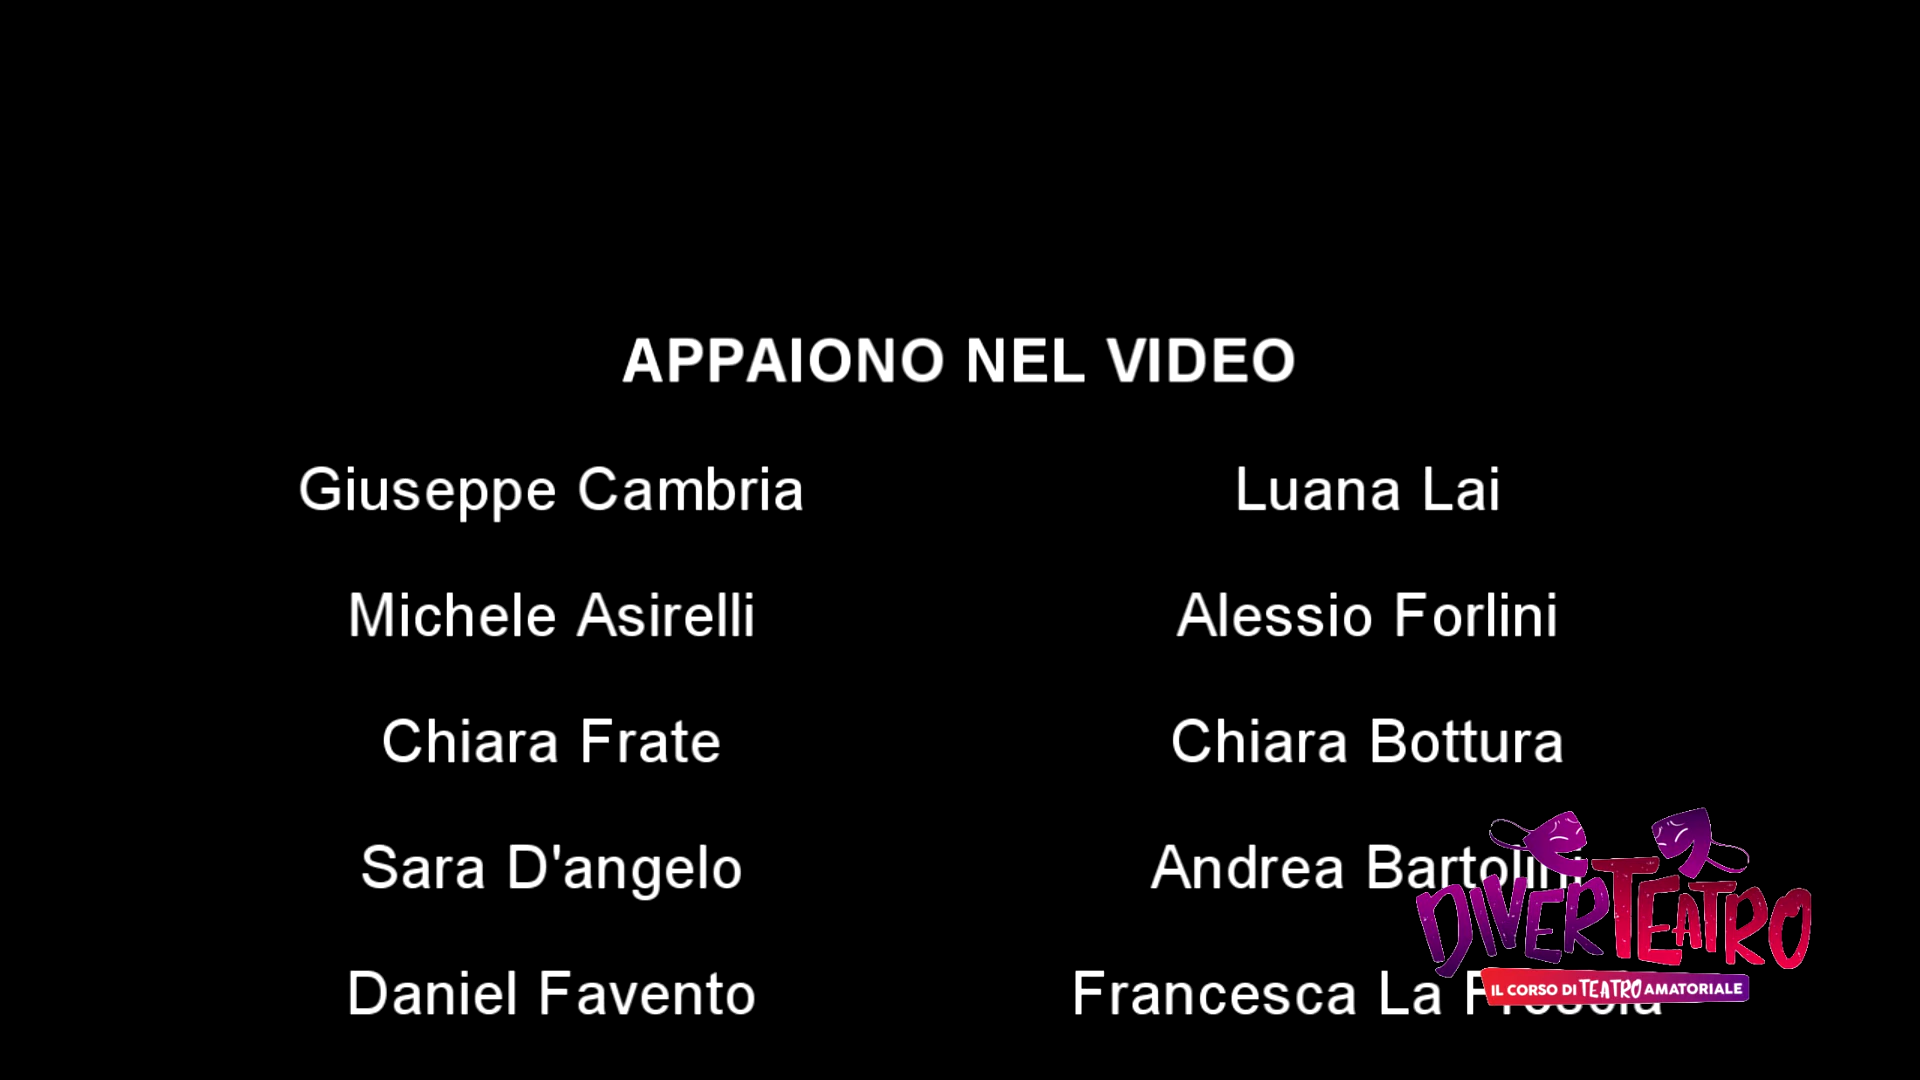 APPAIONO NEL VIDEO
Giuseppe Cambria Luana Lai
Michele Asirelli Alessio Forlini
Chiara Frate Chiara Bottura
Sara D'angelo Andrea Bartolini
DIVERTEATRO
Daniel Favento Francesca La
IL CORSO DI TEATRO AMATORIALE